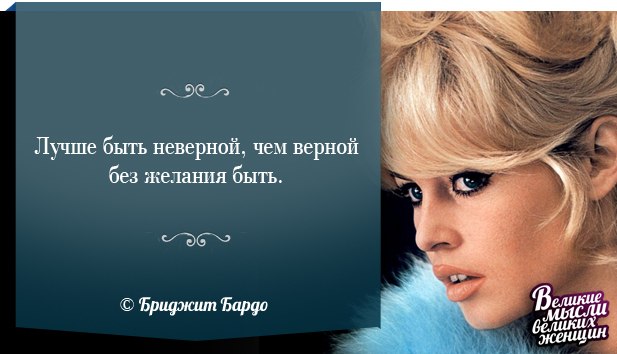 Лучше быть неверной, чем верной
без желания быть.
© Бриджит Бардо
Великие
мысли
великих
женщин